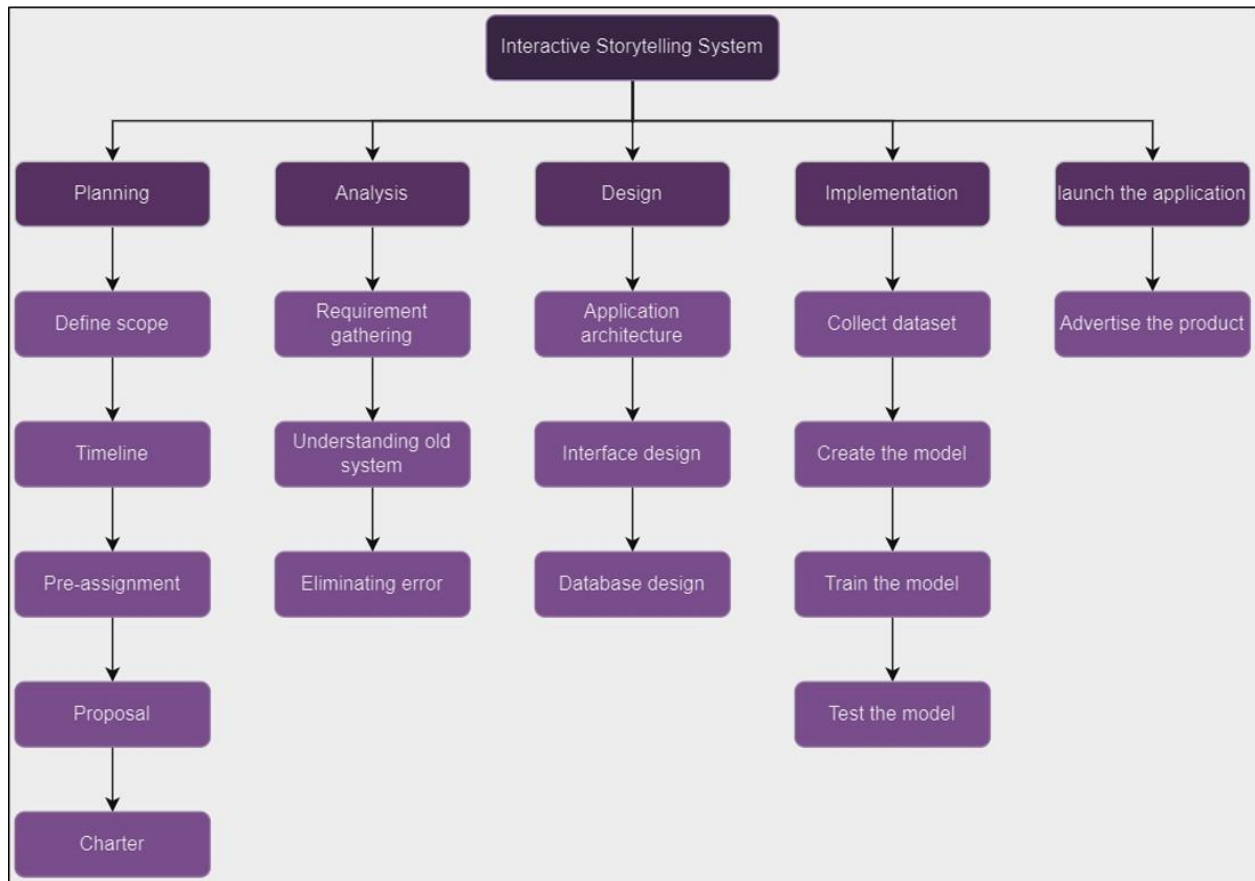 Interactive Storytelling System
Planning
Analysis
Design
Implementation
launch the application
Define scope
Requirement
gathering
Application
architecture
Collect dataset
Advertise the product
Timeline
Understanding old
system
Interface design
Create the model
Pre-assignment
Eliminating error
Database design
Train the model
Proposal
Test the model
Charter